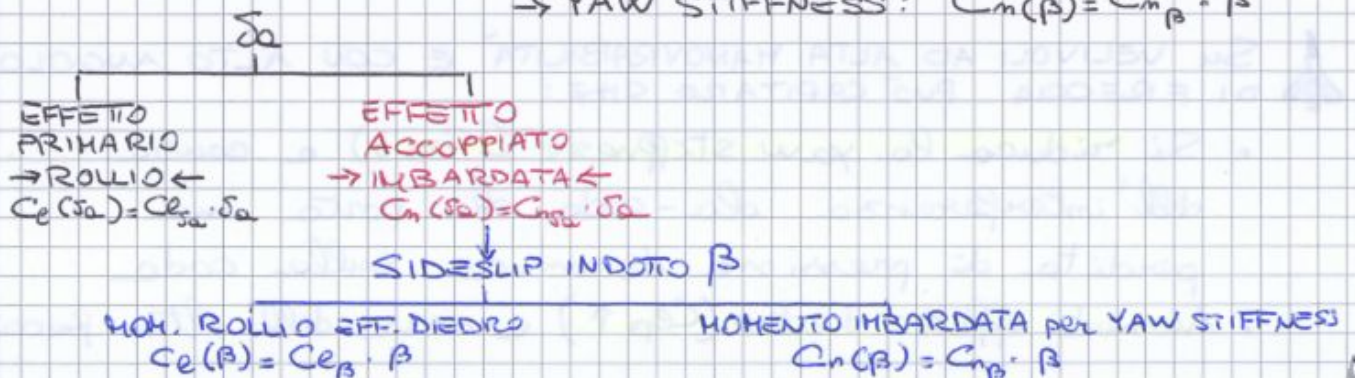 → YAW STIFFNESS: Cn(β) = Cnβ · β
δa
EFFETTO
PRIMARIO
→ ROLLIO ←
Cℓ(δa) = Cℓδa · δa
EFFETTO
ACCOPPIATO
→ IMBARDATA ←
Cn(δa) = Cnδa · δa
SIDESLIP INDOTTO β
MOM. ROLLIO EFF. DIEDRO
Cℓ(β) = Cℓβ · β
MOMENTO IMBARDATA per YAW STIFFNESS
Cn(β) = Cnβ · β